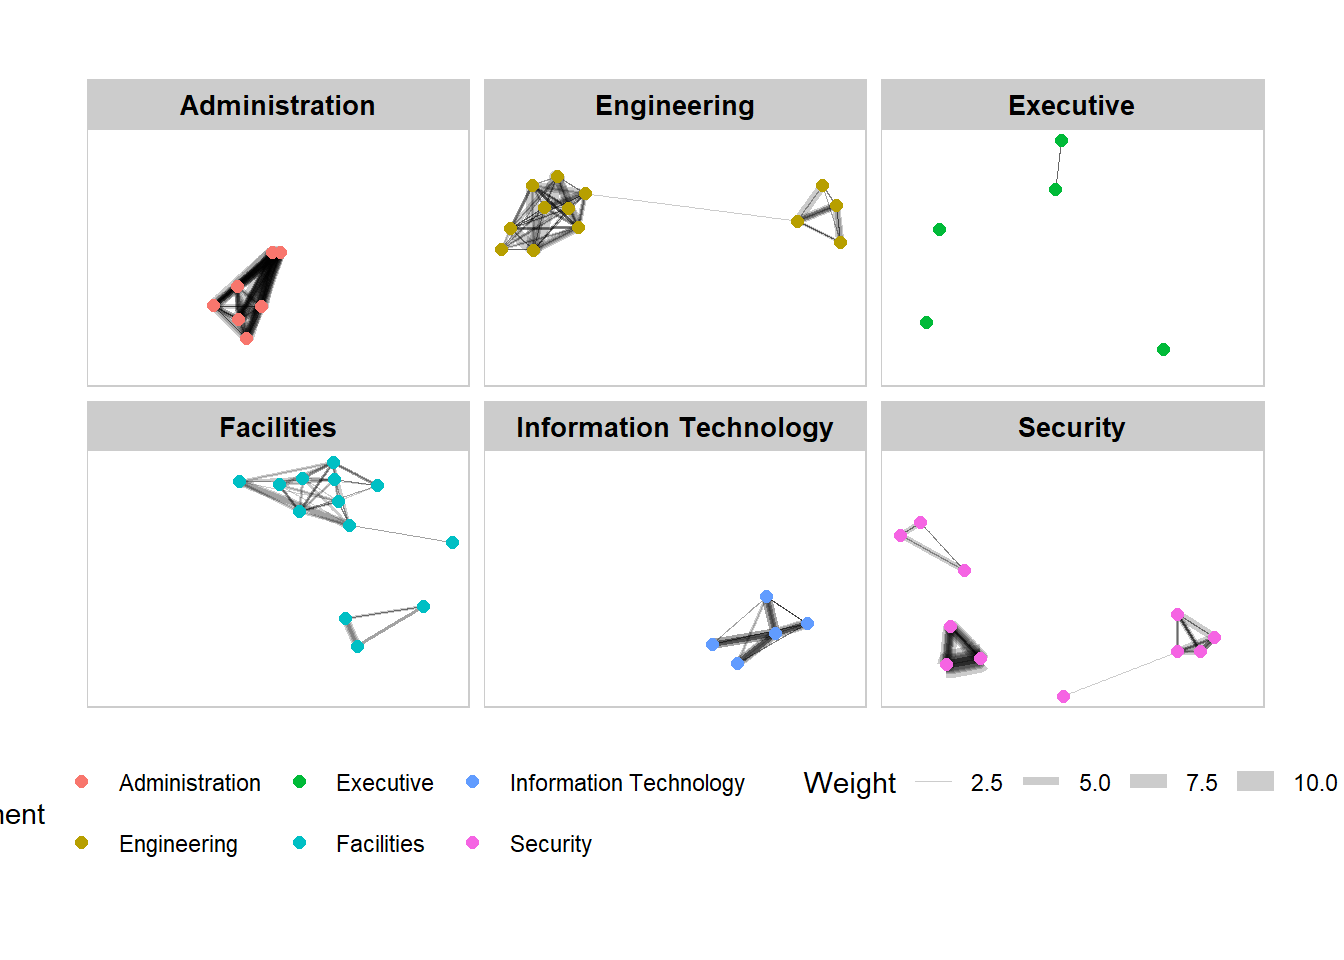 Administration Engineering Executive
Facilities Information Technology Security
Administration Executive Information Technology Weight 2.5 5.0 7.5 10.0
Engineering Facilities Security